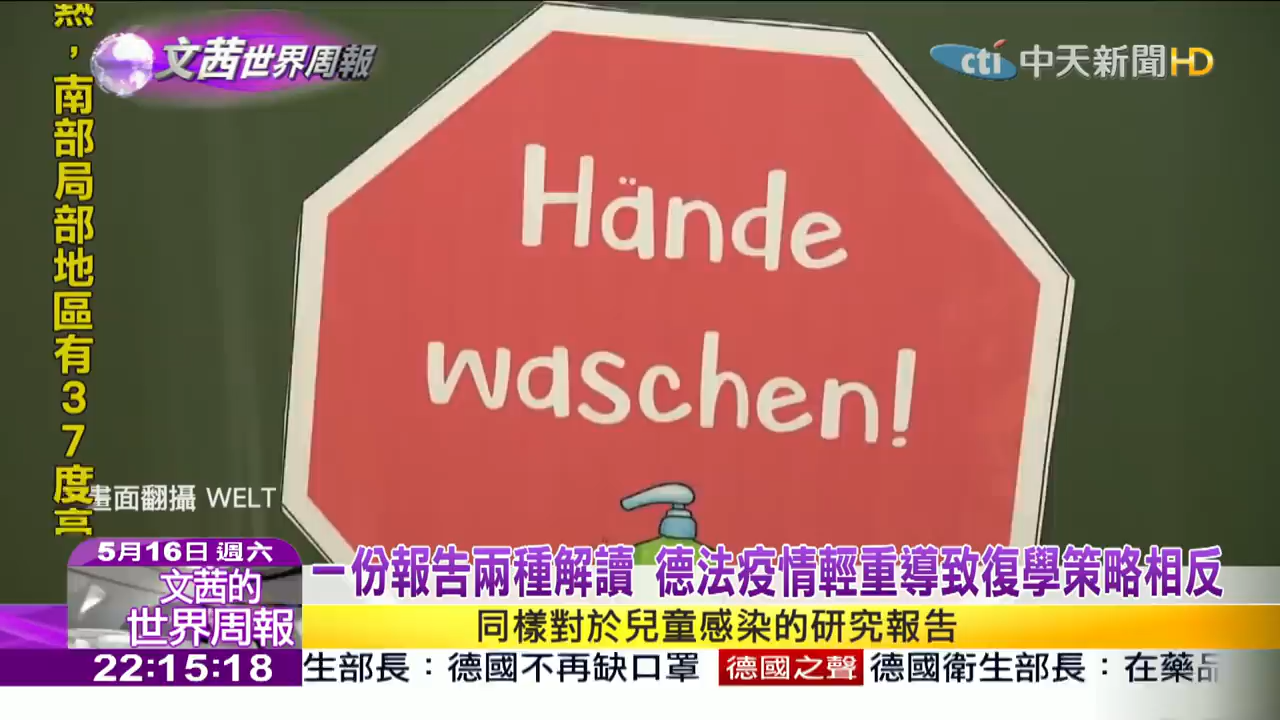 熱，南部局部地區有37度高
文茜世界周報
cti 中天新聞HD
Hände
waschen!
畫面翻攝 WELT
5月16日 週六
文茜的
世界周報
22:15:18
一份報告兩種解讀 德法疫情輕重導致復學策略相反
同樣對於兒童感染的研究報告
生部長：德國不再缺口罩 德國之聲 德國衛生部長：在藥品